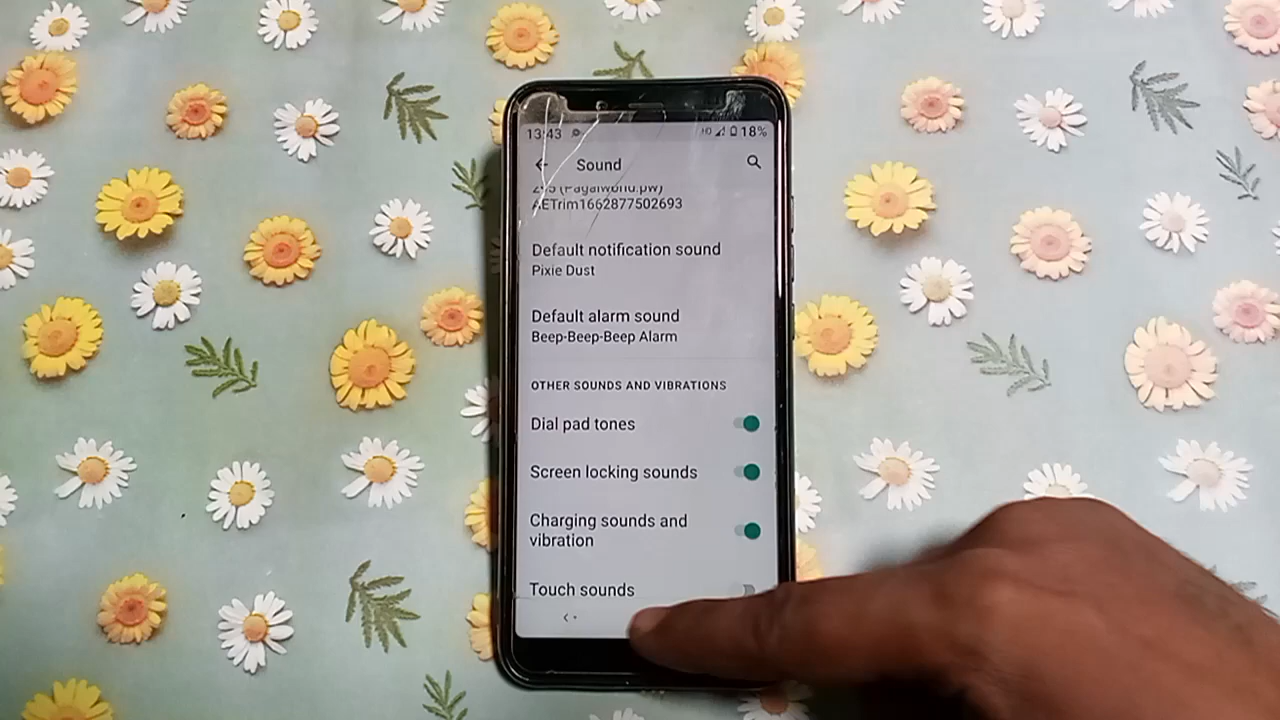 13:43 18%
Sound
AETrim1662877502693
Default notification sound
Pixie Dust
Default alarm sound
Beep-Beep-Beep Alarm
OTHER SOUNDS AND VIBRATIONS
Dial pad tones
Screen locking sounds
Charging sounds and
vibration
Touch sounds